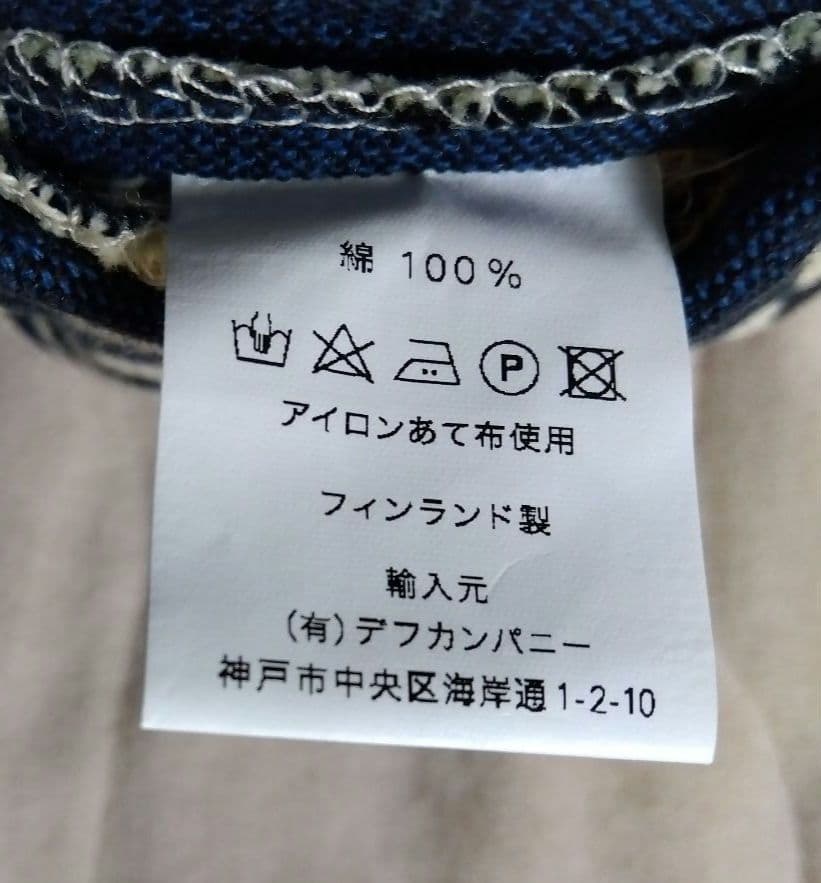 綿 100%
P
アイロンあて布使用
フィンランド製
輸入元
(有)デフカンパニー
神戸市中央区海岸通1-2-10